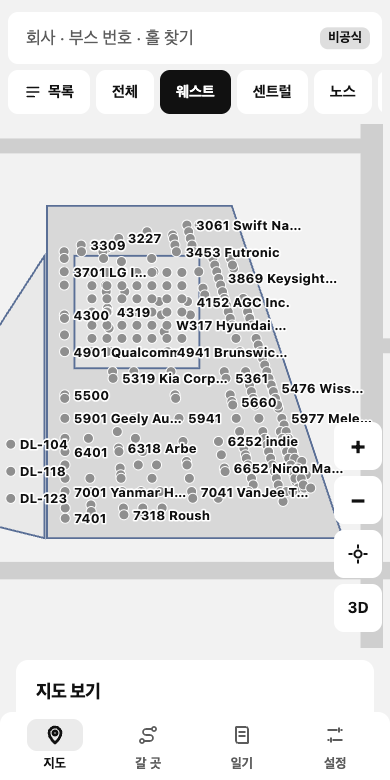 회사 · 부스 번호 · 홀 찾기
비공식
목록
전체
웨스트
센트럴
노스
3061 Swift Na...
3227
3309
3453 Futronic
3701 LG I...
3869 Keysight...
4152 AGC Inc.
4300
4319
W317 Hyundai ...
4901 Qualcomm
4941 Brunswic...
5319 Kia Corp...
5361
5476 Wiss...
5500
5660
5901 Geely Au...
5941
5977 Mele...
DL-104
6401
6318 Arbe
6252 indie
DL-118
6652 Niron Ma...
DL-123
7001 Yanmar H...
7041 VanJee T...
7401
7318 Roush
+
−
3D
지도 보기
지도
갈 곳
일기
설정